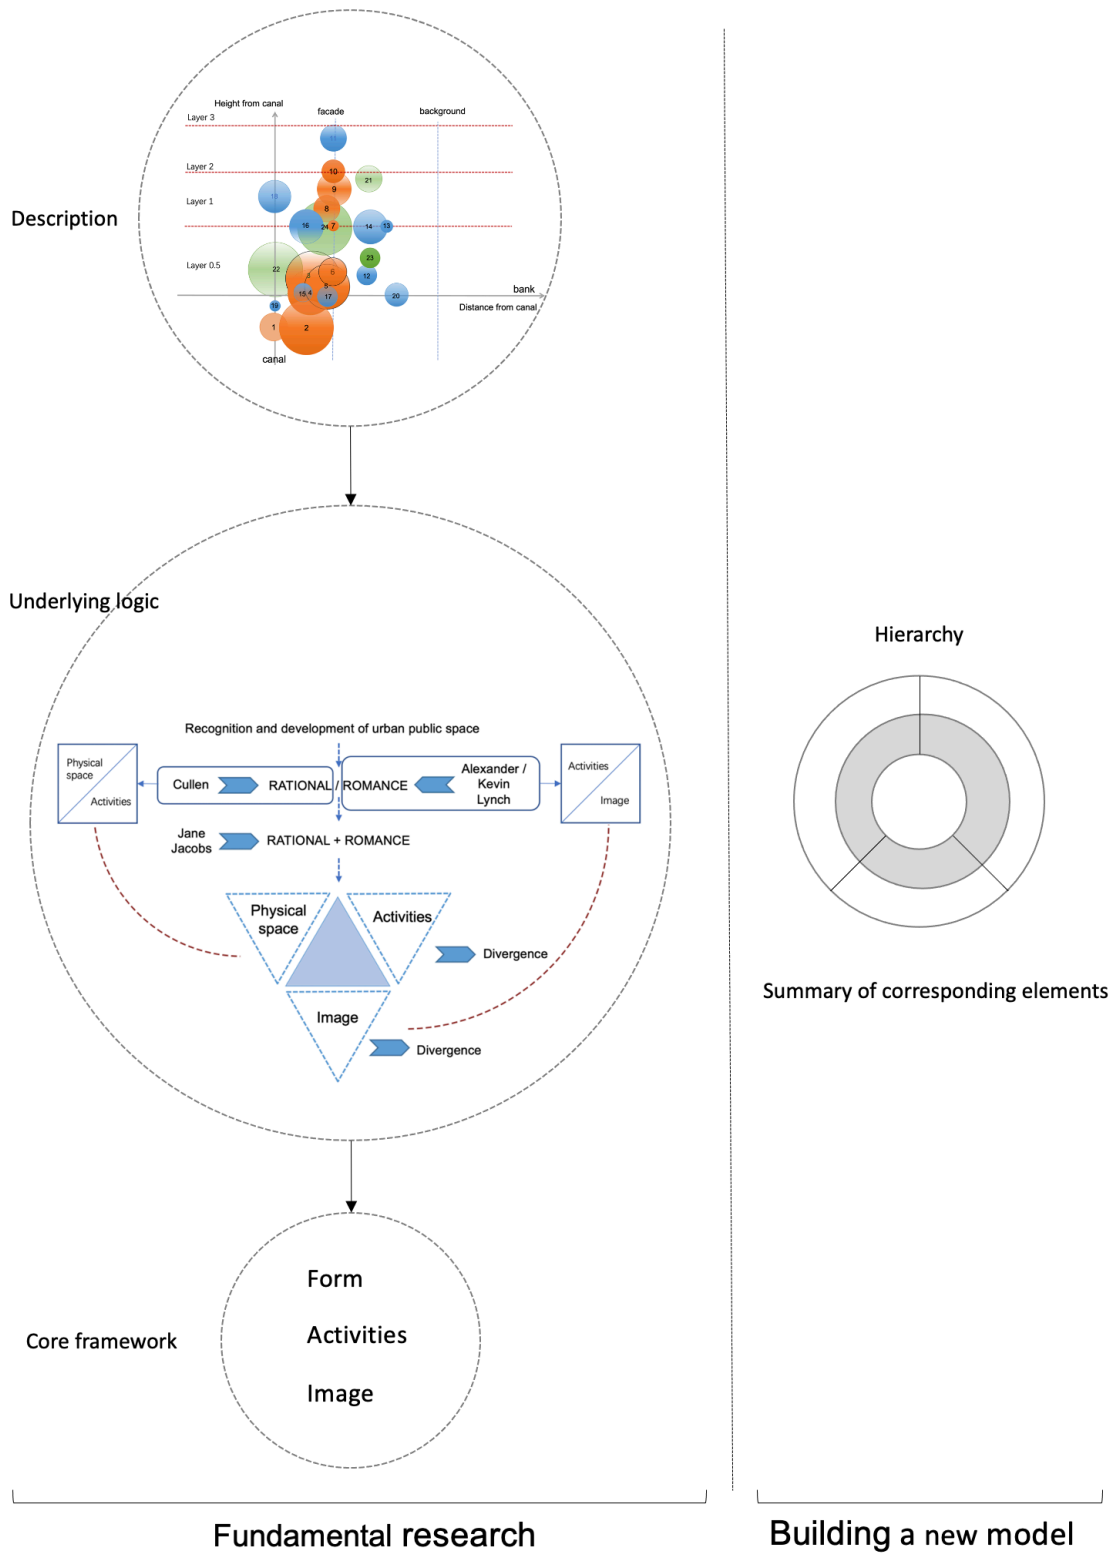 Height from canal
facade
background
Layer 3
10
Layer 2
21
9
Layer 1
8
16
24
7
14
13
Description
23
Layer 0.5
22
3
6
12
5
bank
15
4
17
20
19
Distance from canal
1
2
canal
Underlying logic
Recognition and development of urban public space
Physical
space
Activities
Cullen
RATIONAL / ROMANCE
Alexander /
Kevin
Lynch
Activities
Image
Jane
Jacobs
RATIONAL + ROMANCE
Physical
space
Activities
Divergence
Image
Divergence
Core framework
Form
Activities
Image
Fundamental research
Hierarchy
Summary of corresponding elements
Building a new model